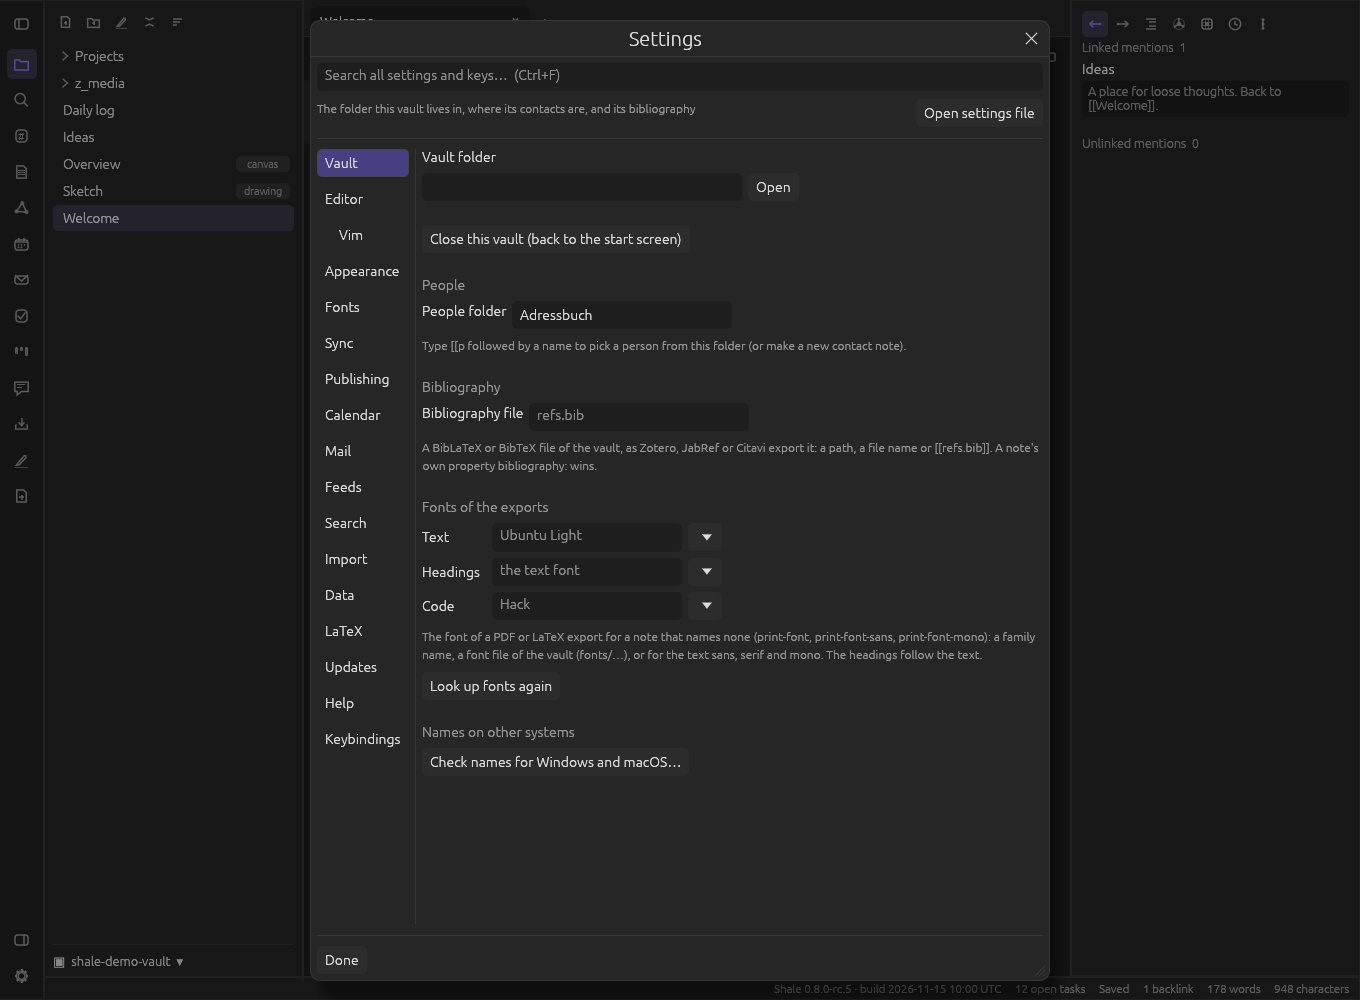 Projects
z_media
Daily log
Ideas
Overview
canvas
Sketch
drawing
Welcome
shale-demo-vault
Welcome
Settings
Search all settings and keys… (Ctrl+F)
The folder this vault lives in, where its contacts are, and its bibliography
Open settings file
Vault
Editor
Vim
Appearance
Fonts
Sync
Publishing
Calendar
Mail
Feeds
Search
Import
Data
LaTeX
Updates
Help
Keybindings
Vault folder
Open
Close this vault (back to the start screen)
People
People folder
Adressbuch
Type [[p followed by a name to pick a person from this folder (or make a new contact note).
Bibliography
Bibliography file
refs.bib
A BibLaTeX or BibTeX file of the vault, as Zotero, JabRef or Citavi export it: a path, a file name or [[refs.bib]]. A note's
own property bibliography: wins.
Fonts of the exports
Text
Ubuntu Light
Headings
the text font
Code
Hack
The font of a PDF or LaTeX export for a note that names none (print-font, print-font-sans, print-font-mono): a family
name, a font file of the vault (fonts/…), or for the text sans, serif and mono. The headings follow the text.
Look up fonts again
Names on other systems
Check names for Windows and macOS…
Done
Linked mentions 1
Ideas
A place for loose thoughts. Back to
[[Welcome]].
Unlinked mentions 0
Shale 0.8.0-rc.5 · build 2026-11-15 10:00 UTC
12 open tasks
Saved
1 backlink
178 words
948 characters